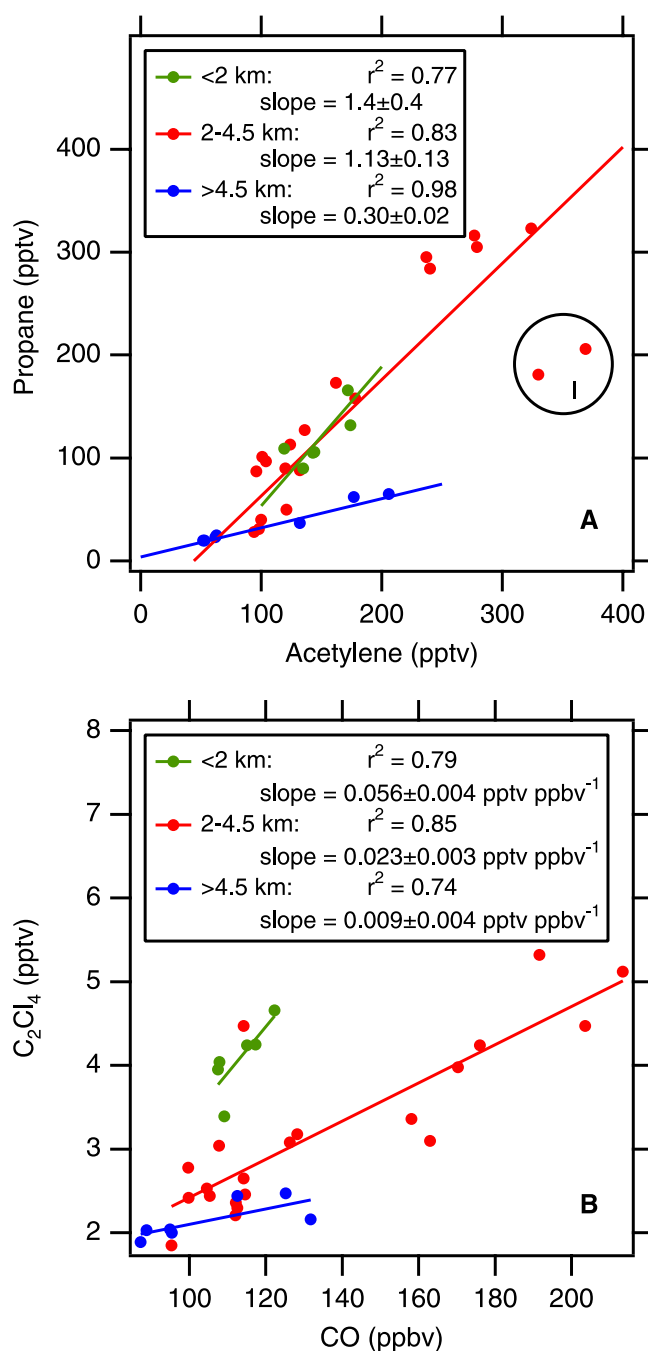 <2 km: r² = 0.77
slope = 1.4±0.4
2-4.5 km: r² = 0.83
slope = 1.13±0.13
>4.5 km: r² = 0.98
slope = 0.30±0.02
400
300
200
100
0
Propane (pptv)
I
A
0 100 200 300 400
Acetylene (pptv)
8
7
6
5
4
3
2
C₂Cl₄ (pptv)
<2 km: r² = 0.79
slope = 0.056±0.004 pptv ppbv⁻¹
2-4.5 km: r² = 0.85
slope = 0.023±0.003 pptv ppbv⁻¹
>4.5 km: r² = 0.74
slope = 0.009±0.004 pptv ppbv⁻¹
B
100 120 140 160 180 200
CO (ppbv)